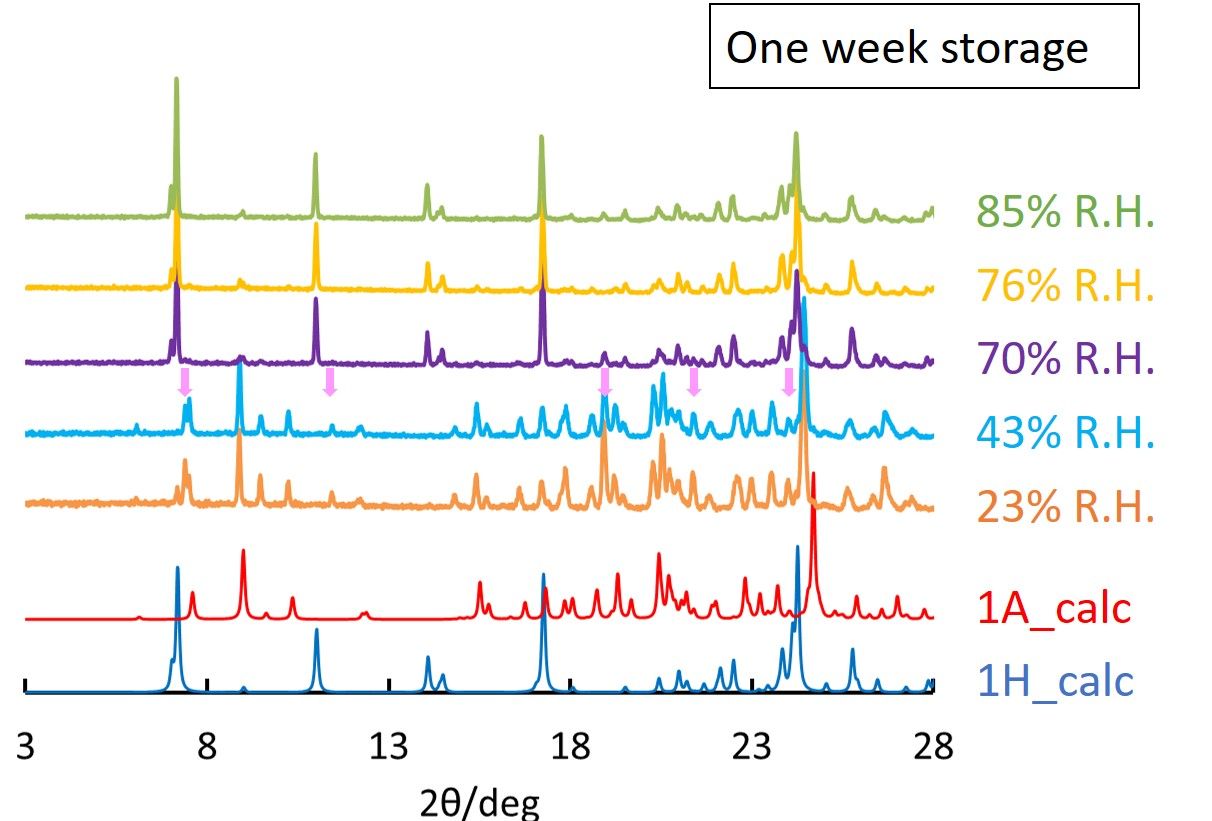 One week storage
85% R.H.
76% R.H.
70% R.H.
43% R.H.
23% R.H.
1A_calc
1H_calc
3 8 13 18 23 28
2θ/deg